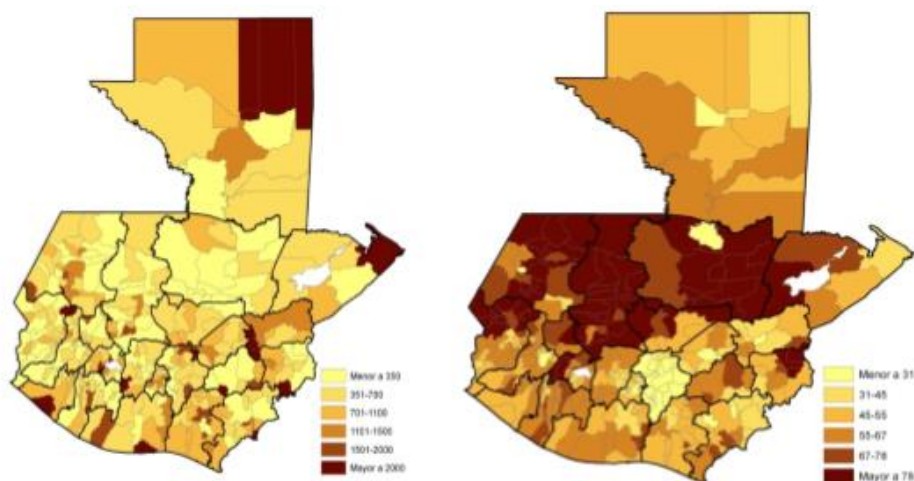 Menor a 350
351-700
701-1100
1101-1500
1501-2000
Mayor a 2000
Menor a 31
31-45
45-55
55-67
67-78
Mayor a 78